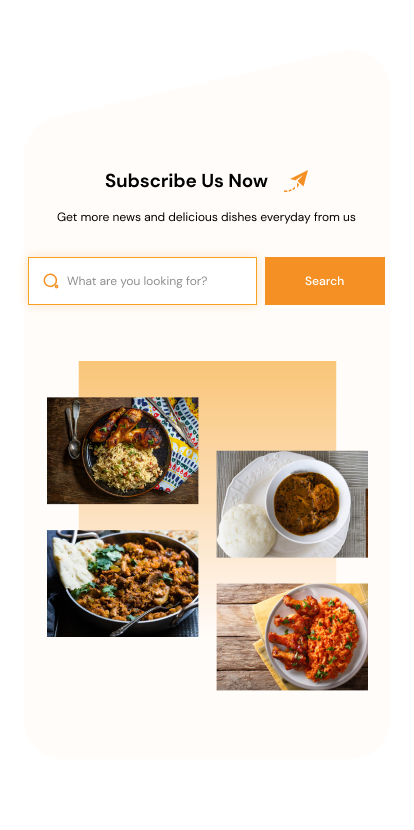 Subscribe Us Now
Get more news and delicious dishes everyday from us
What are you looking for?
Search